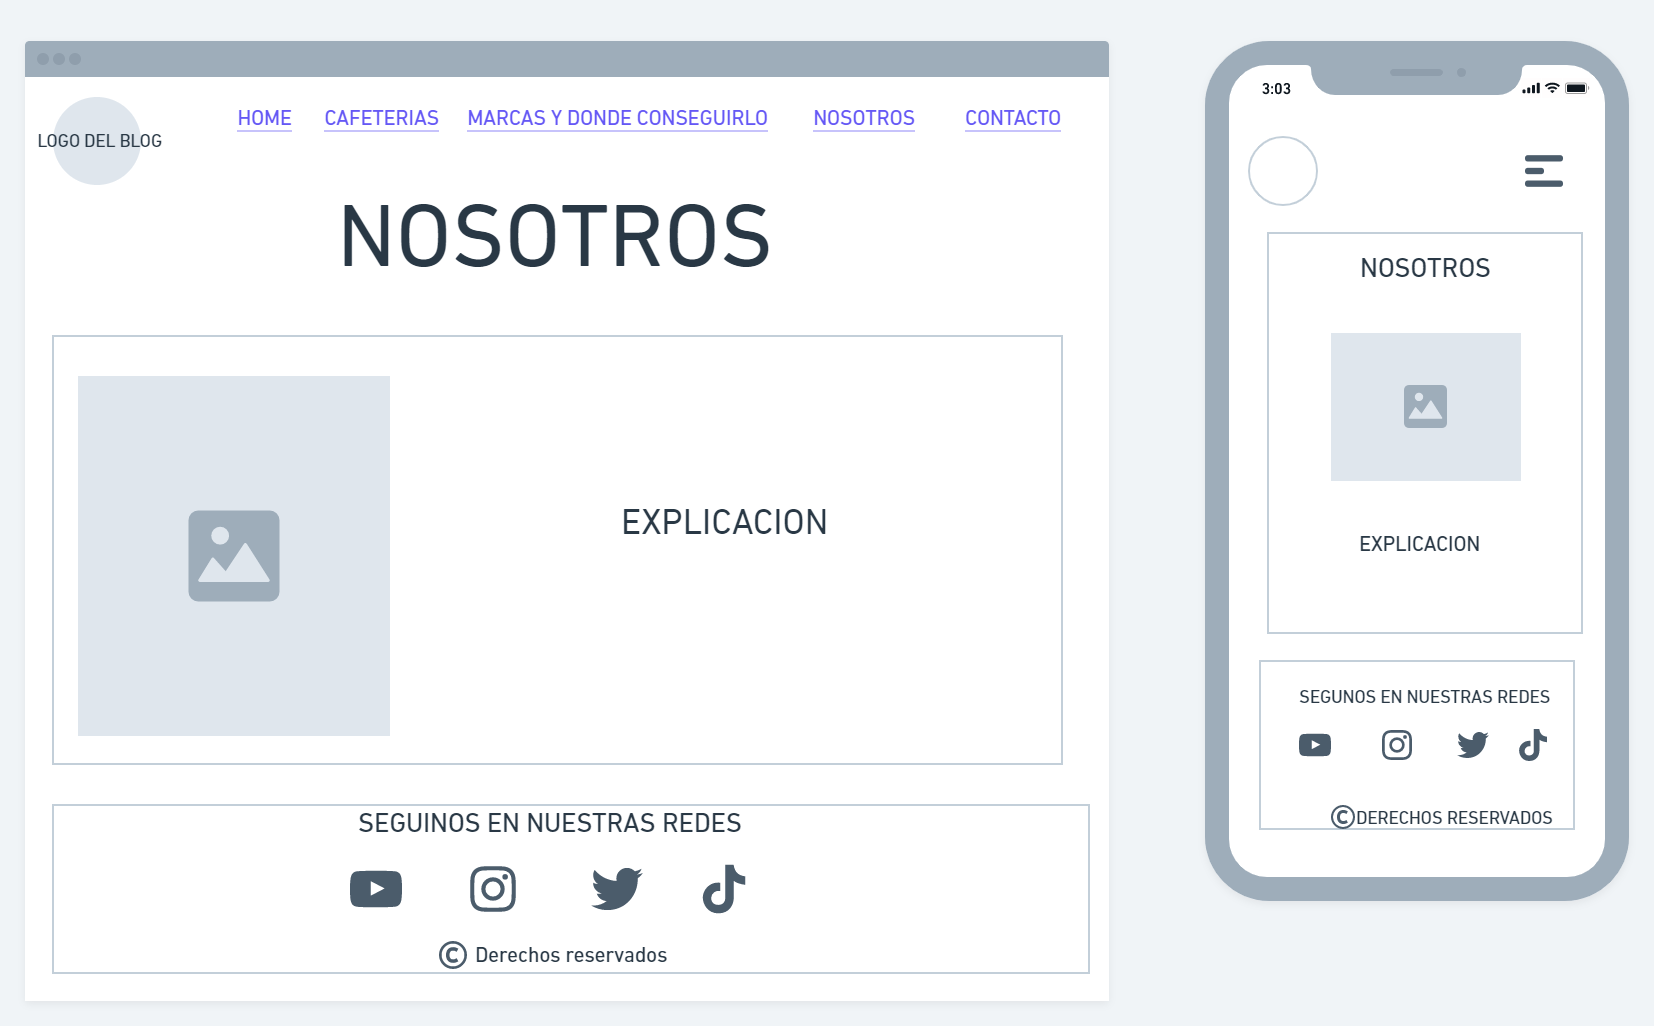 LOGO DEL BLOG
HOME CAFETERIAS MARCAS Y DONDE CONSEGUIRLO NOSOTROS CONTACTO
NOSOTROS
EXPLICACION
SEGUINOS EN NUESTRAS REDES
© Derechos reservados
3:03
NOSOTROS
EXPLICACION
SEGUNOS EN NUESTRAS REDES
©DERECHOS RESERVADOS